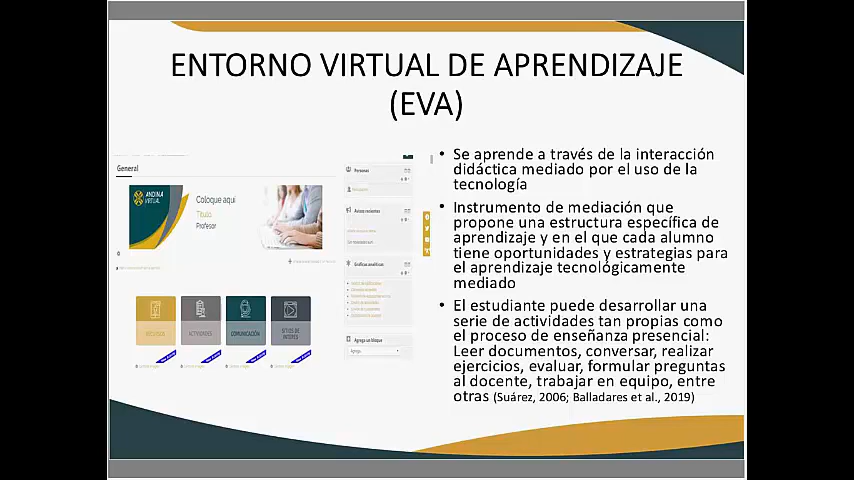 ENTORNO VIRTUAL DE APRENDIZAJE
(EVA)
General
ANDINA
VIRTUAL
Coloque aquí
Título
Profesor
Personas
Avisos recientes
Gráficas analíticas
Agrega un bloque
Agrega...
ACTIVIDADES
COMUNICACIÓN
SITIOS DE
INTERÉS
• Se aprende a través de la interacción
didáctica mediado por el uso de la
tecnología
• Instrumento de mediación que
propone una estructura específica de
aprendizaje y en el que cada alumno
tiene oportunidades y estrategias para
el aprendizaje tecnológicamente
mediado
• El estudiante puede desarrollar una
serie de actividades tan propias como
el proceso de enseñanza presencial:
Leer documentos, conversar, realizar
ejercicios, evaluar, formular preguntas
al docente, trabajar en equipo, entre
otras (Suárez, 2006; Balladares et al., 2019)